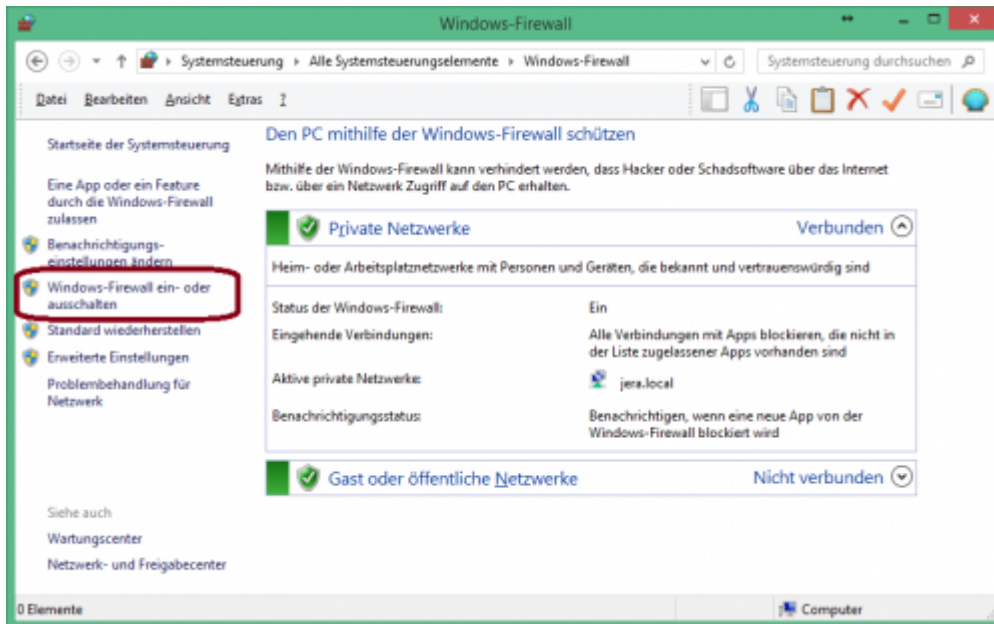 Windows-Firewall
Systemsteuerung › Alle Systemsteuerungselemente › Windows-Firewall
Systemsteuerung durchsuchen
Datei Bearbeiten Ansicht Extras ?
Startseite der Systemsteuerung
Eine App oder ein Feature
durch die Windows-Firewall
zulassen
Benachrichtigungs-
einstellungen ändern
Windows-Firewall ein- oder
ausschalten
Standard wiederherstellen
Erweiterte Einstellungen
Problembehandlung für
Netzwerk
Siehe auch
Wartungscenter
Netzwerk- und Freigabecenter
Den PC mithilfe der Windows-Firewall schützen
Mithilfe der Windows-Firewall kann verhindert werden, dass Hacker oder Schadsoftware über das Internet
bzw. über ein Netzwerk Zugriff auf den PC erhalten.
Private Netzwerke Verbunden
Heim- oder Arbeitsplatznetzwerke mit Personen und Geräten, die bekannt und vertrauenswürdig sind
Status der Windows-Firewall: Ein
Eingehende Verbindungen: Alle Verbindungen mit Apps blockieren, die nicht in
der Liste zugelassener Apps vorhanden sind
Aktive private Netzwerke: jera.local
Benachrichtigungsstatus: Benachrichtigen, wenn eine neue App von der
Windows-Firewall blockiert wird
Gast oder öffentliche Netzwerke Nicht verbunden
0 Elemente
Computer